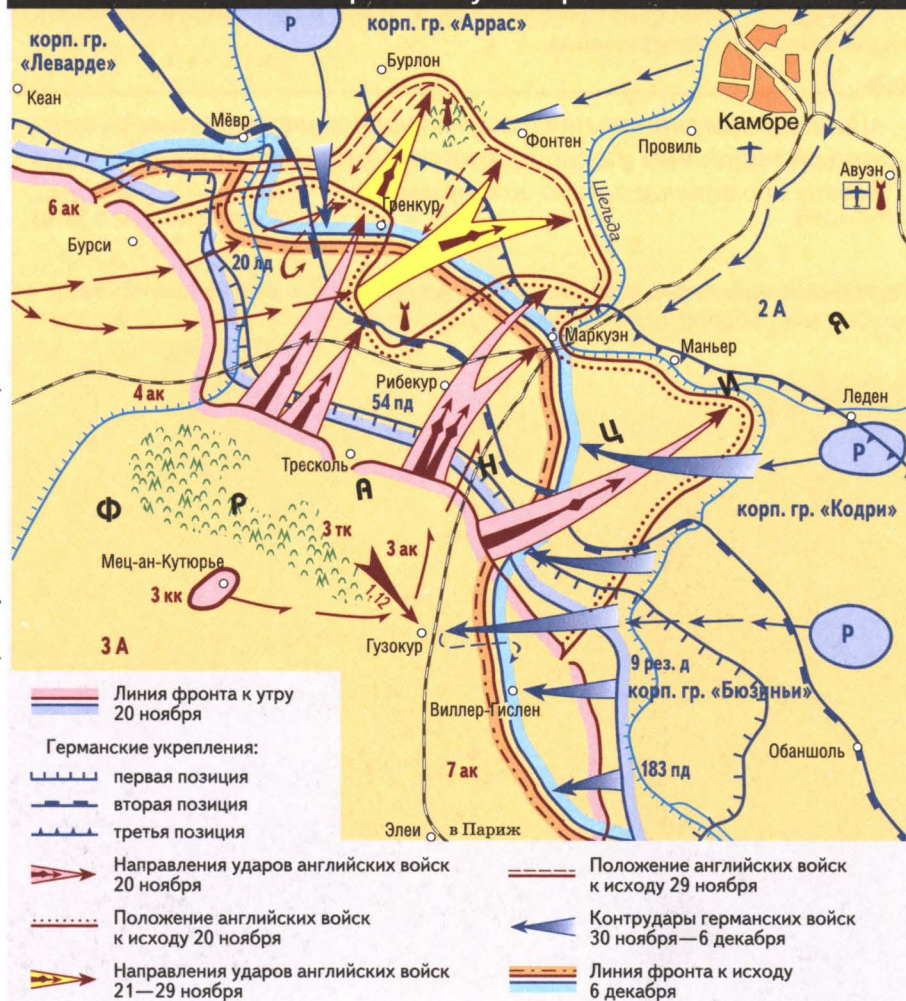 корп. гр.
«Леварде»
Р
корп. гр. «Аррас»
Бурлон
Кеан
Мёвр
Фонтен
Камбре
Провиль
Авуэн
Шельда
6 ак
Бурси
Гренкур
20 лд
2 А
Я
Маркуэн
Маньер
И
4 ак
Рибекур
54 пд
Леден
Ц
Р
Тресколь
Н
А
Ф
Р
корп. гр. «Кодри»
3 тк
3 ак
Мец-ан-Кутюрье
3 кк
1.12
Гузокур
Р
3 А
9 рез. д
корп. гр. «Бюзиньи»
Виллер-Гислен
Обаншоль
7 ак
183 пд
Элеи
в Париж
Линия фронта к утру
20 ноября
Германские укрепления:
первая позиция
вторая позиция
третья позиция
Направления ударов английских войск
20 ноября
Положение английских войск
к исходу 20 ноября
Направления ударов английских войск
21—29 ноября
Положение английских войск
к исходу 29 ноября
Контрудары германских войск
30 ноября—6 декабря
Линия фронта к исходу
6 декабря